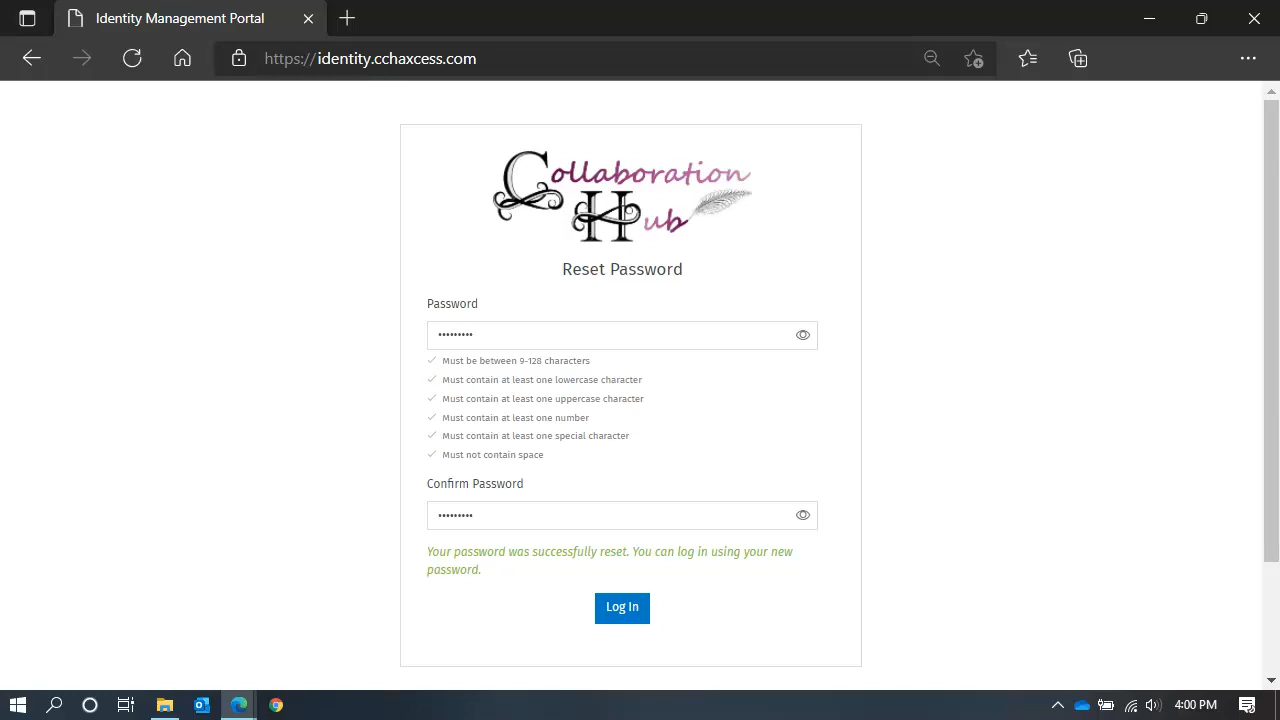 Identity Management Portal
https://identity.cchaxcess.com
Collaboration
Hub
Reset Password
Password
•••••••••
Must be between 9-128 characters
Must contain at least one lowercase character
Must contain at least one uppercase character
Must contain at least one number
Must contain at least one special character
Must not contain space
Confirm Password
•••••••••
Your password was successfully reset. You can log in using your new
password.
Log In
4:00 PM